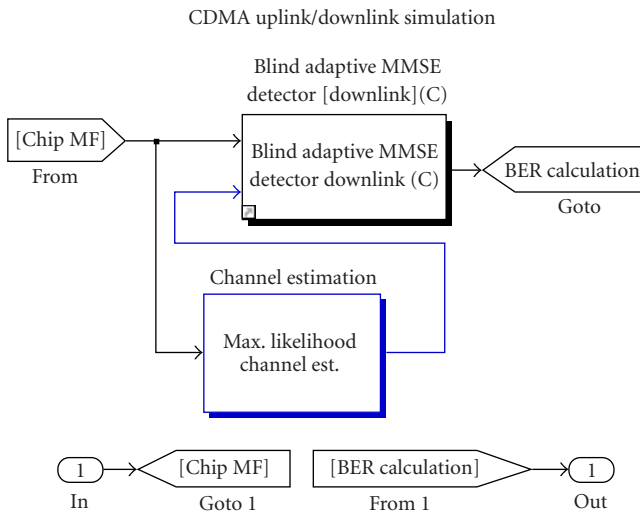 CDMA uplink/downlink simulation
Blind adaptive MMSE
detector [downlink](C)
[Chip MF]
From
Blind adaptive MMSE
detector downlink (C)
BER calculation
Goto
Channel estimation
Max. likelihood
channel est.
1
In
[Chip MF]
Goto 1
[BER calculation]
From 1
1
Out